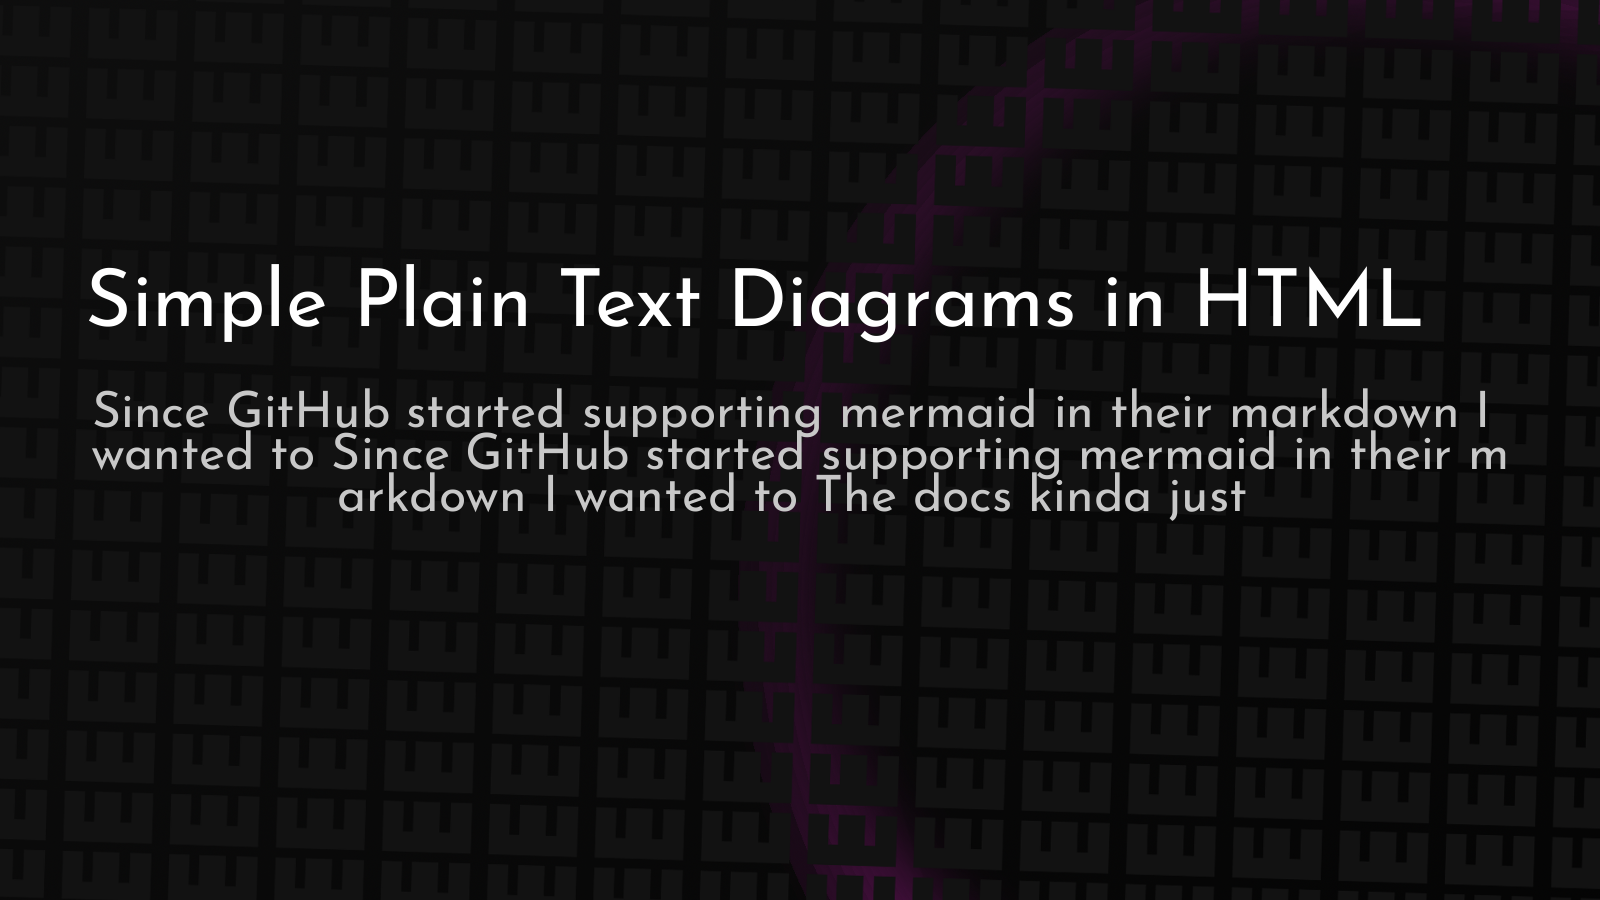 Simple Plain Text Diagrams in HTML
Since GitHub started supporting mermaid in their markdown I
wanted to Since GitHub started supporting mermaid in their m
arkdown I wanted to The docs kinda just